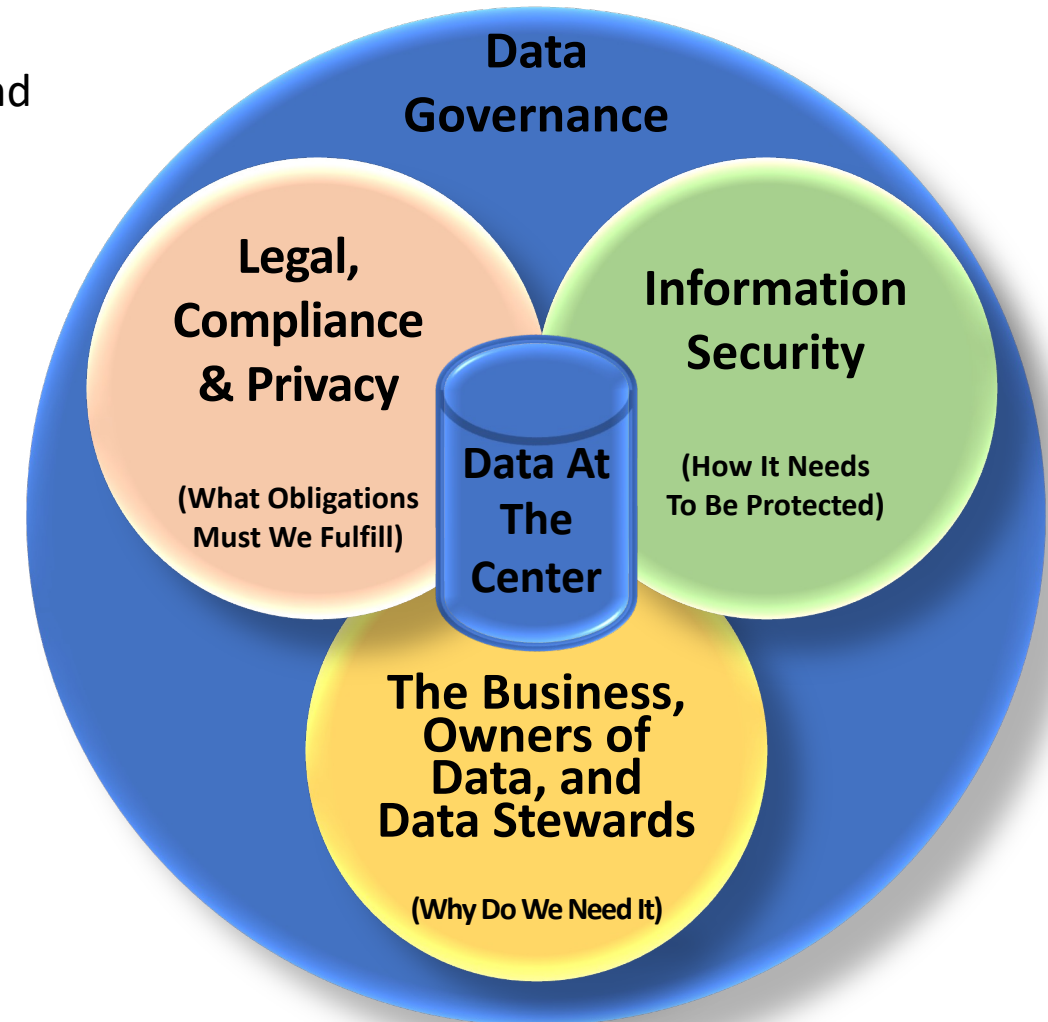 nd
Data
Governance
Legal,
Compliance
& Privacy
(What Obligations
Must We Fulfill)
Information
Security
(How It Needs
To Be Protected)
Data At
The
Center
The Business,
Owners of
Data, and
Data Stewards
(Why Do We Need It)